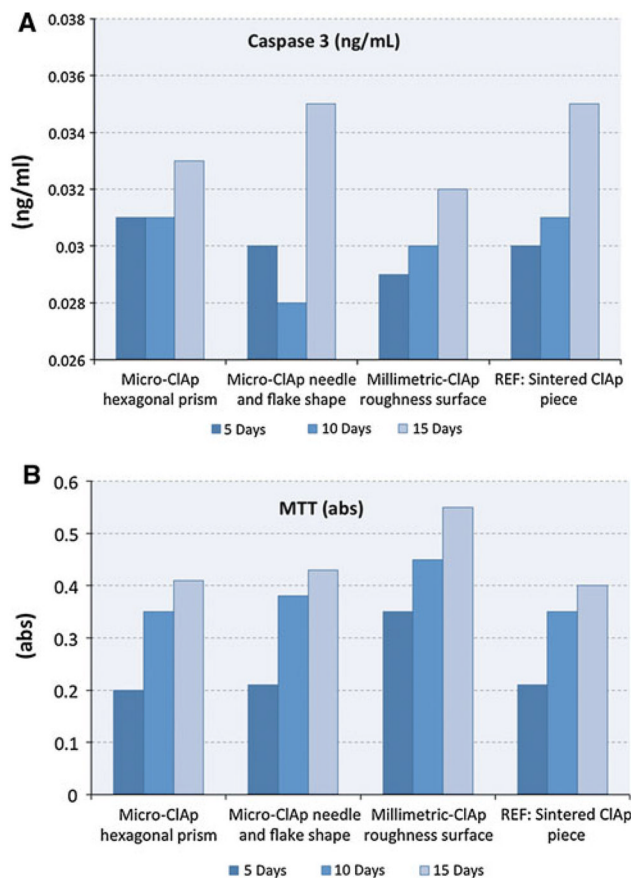 A
Caspase 3 (ng/mL)
(ng/ml)
0.038
0.036
0.034
0.032
0.03
0.028
0.026
Micro-ClAp hexagonal prism
Micro-ClAp needle and flake shape
Millimetric-ClAp roughness surface
REF: Sintered ClAp piece
5 Days
10 Days
15 Days
B
MTT (abs)
(abs)
0.6
0.5
0.4
0.3
0.2
0.1
0
Micro-ClAp hexagonal prism
Micro-ClAp needle and flake shape
Millimetric-ClAp roughness surface
REF: Sintered ClAp piece
5 Days
10 Days
15 Days